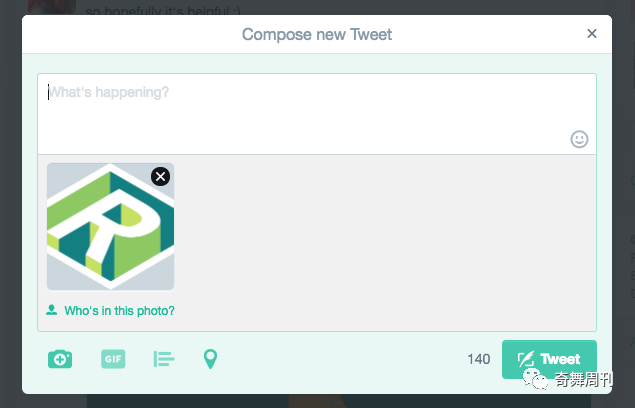 so hopefully it's helpful :)
Compose new Tweet
What's happening?
R
Who's in this photo?
GIF
140
Tweet
奇舞周刊